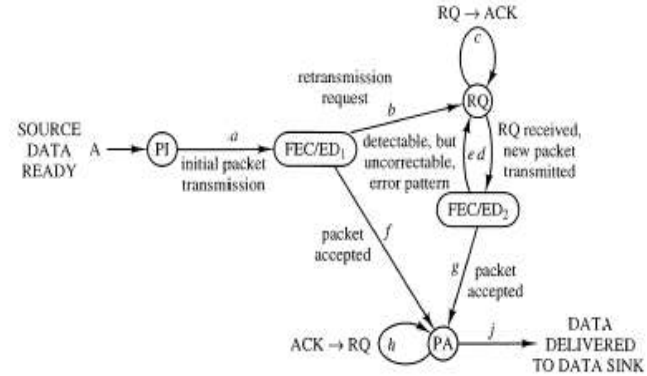 RQ → ACK
c
retransmission
request
b
RQ
SOURCE
DATA
READY
A
PI
a
initial packet
transmission
FEC/ED1
detectable, but
uncorrectable,
error pattern
e d
RQ received,
new packet
transmitted
FEC/ED2
packet
accepted
f
g
packet
accepted
ACK → RQ
h
PA
j
DATA
DELIVERED
TO DATA SINK